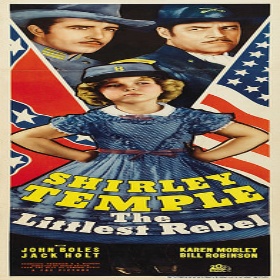 SHIRLEY
TEMPLE
The
Littlest Rebel
JOHN BOLES
JACK HOLT
KAREN MORLEY
BILL ROBINSON